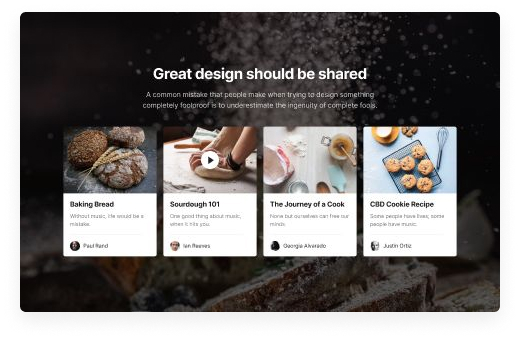 Great design should be shared
A common mistake that people make when trying to design something
completely foolproof is to underestimate the ingenuity of complete fools.
Baking Bread
Without music, life would be a
mistake.
Paul Rand
Sourdough 101
One good thing about music,
when it hits you.
Ian Reeves
The Journey of a Cook
None but ourselves can free our
minds
Georgia Alvarado
CBD Cookie Recipe
Some people have lives; some
people have music.
Justin Ortiz